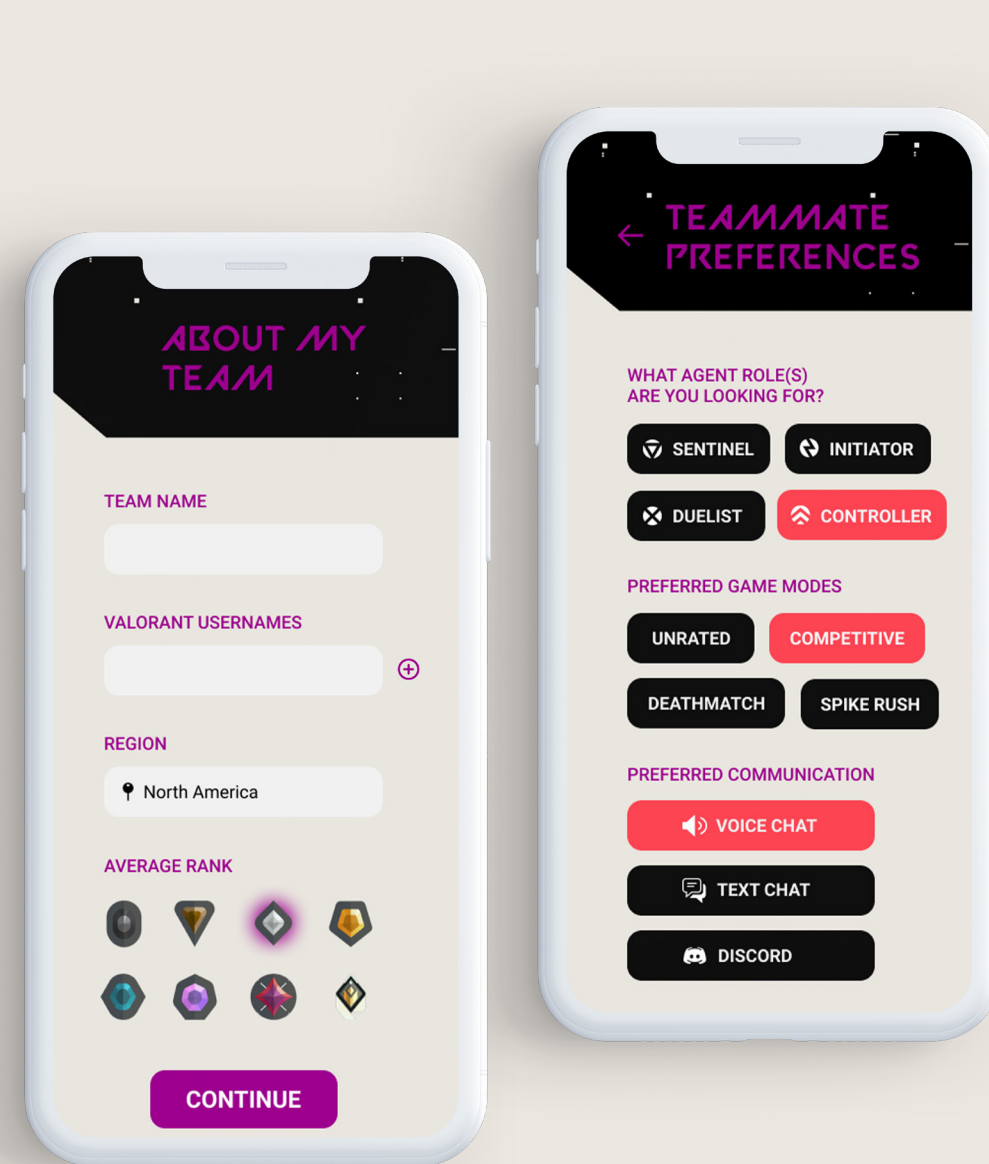 ABOUT MY
TEAM
TEAM NAME
VALORANT USERNAMES
REGION
North America
AVERAGE RANK
CONTINUE
TEAMMATE
PREFERENCES
WHAT AGENT ROLE(S)
ARE YOU LOOKING FOR?
SENTINEL
INITIATOR
DUELIST
CONTROLLER
PREFERRED GAME MODES
UNRATED
COMPETITIVE
DEATHMATCH
SPIKE RUSH
PREFERRED COMMUNICATION
VOICE CHAT
TEXT CHAT
DISCORD